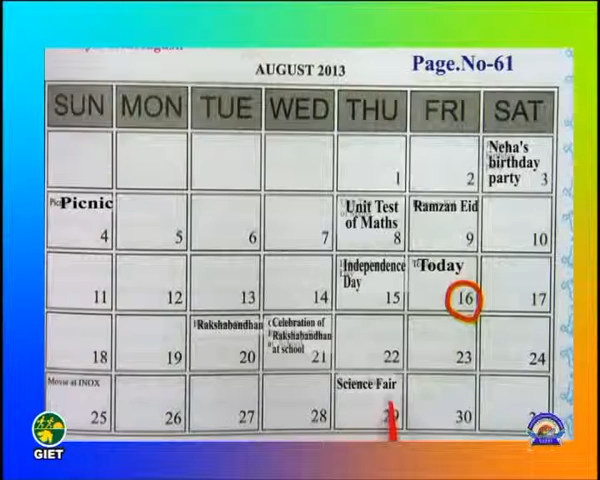 Page.No-61
AUGUST 2013
SUN MON TUE WED THU FRI SAT
Neha's
birthday
1 2 party 3
Picnic Unit Test Ramzan Eid
of Maths
4 5 6 7 8 9 10
Independence Today
Day
11 12 13 14 15 16 17
Rakshabandhan Celebration of
Rakshabandhan
at school
18 19 20 21 22 23 24
Movie at INOX Science Fair
25 26 27 28 29 30
GIET